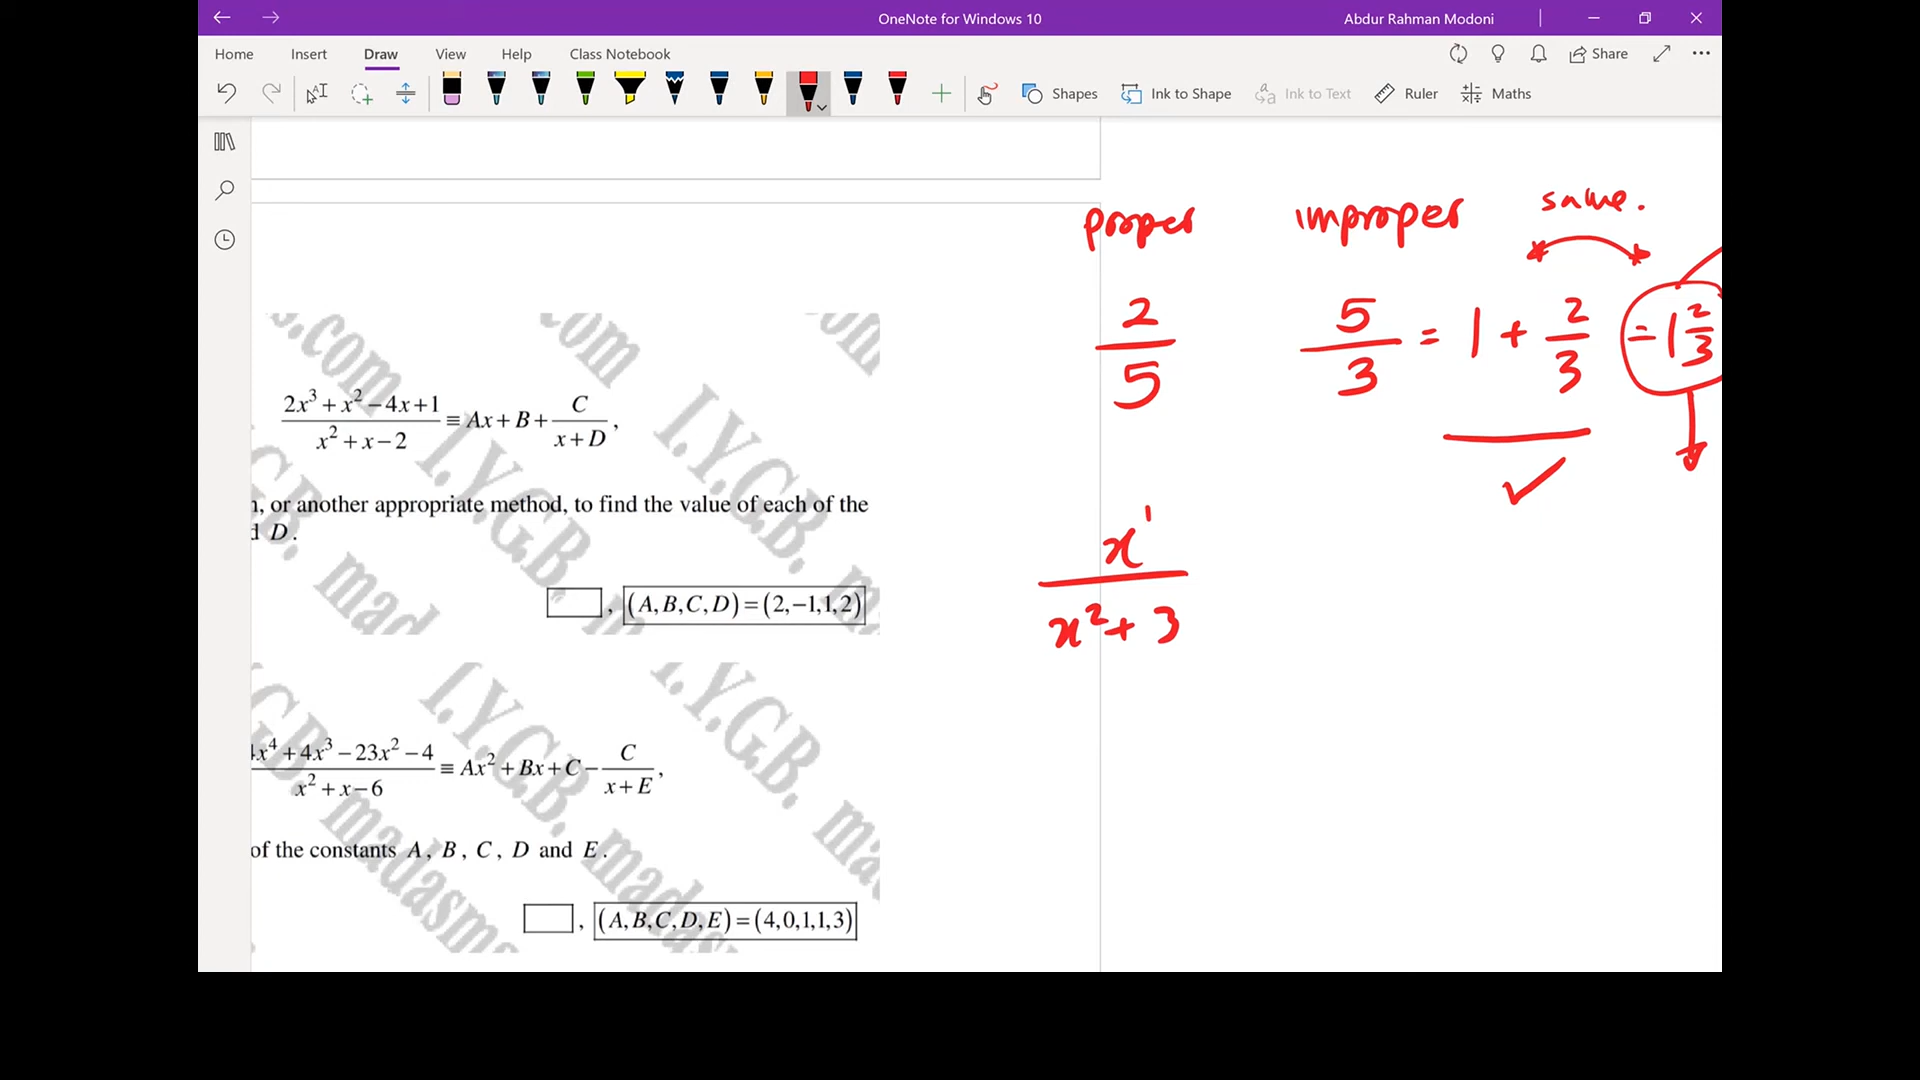 OneNote for Windows 10
Abdur Rahman Modoni
Home Insert Draw View Help Class Notebook
Share
Shapes Ink to Shape Ink to Text Ruler Maths
proper improper same.
2/5
5/3 = 1 + 2/3 = 1 2/3
(2x³ + x² − 4x + 1)/(x² + x − 2) ≡ Ax + B + C/(x + D),
, or another appropriate method, to find the value of each of the
D.
, (A, B, C, D) = (2, −1, 1, 2)
x¹/(x² + 3)
x⁴ + 4x³ − 23x² − 4/(x² + x − 6) ≡ Ax² + Bx + C − C/(x + E),
of the constants A, B, C, D and E.
, (A, B, C, D, E) = (4, 0, 1, 1, 3)
I.Y.G.B. madasm